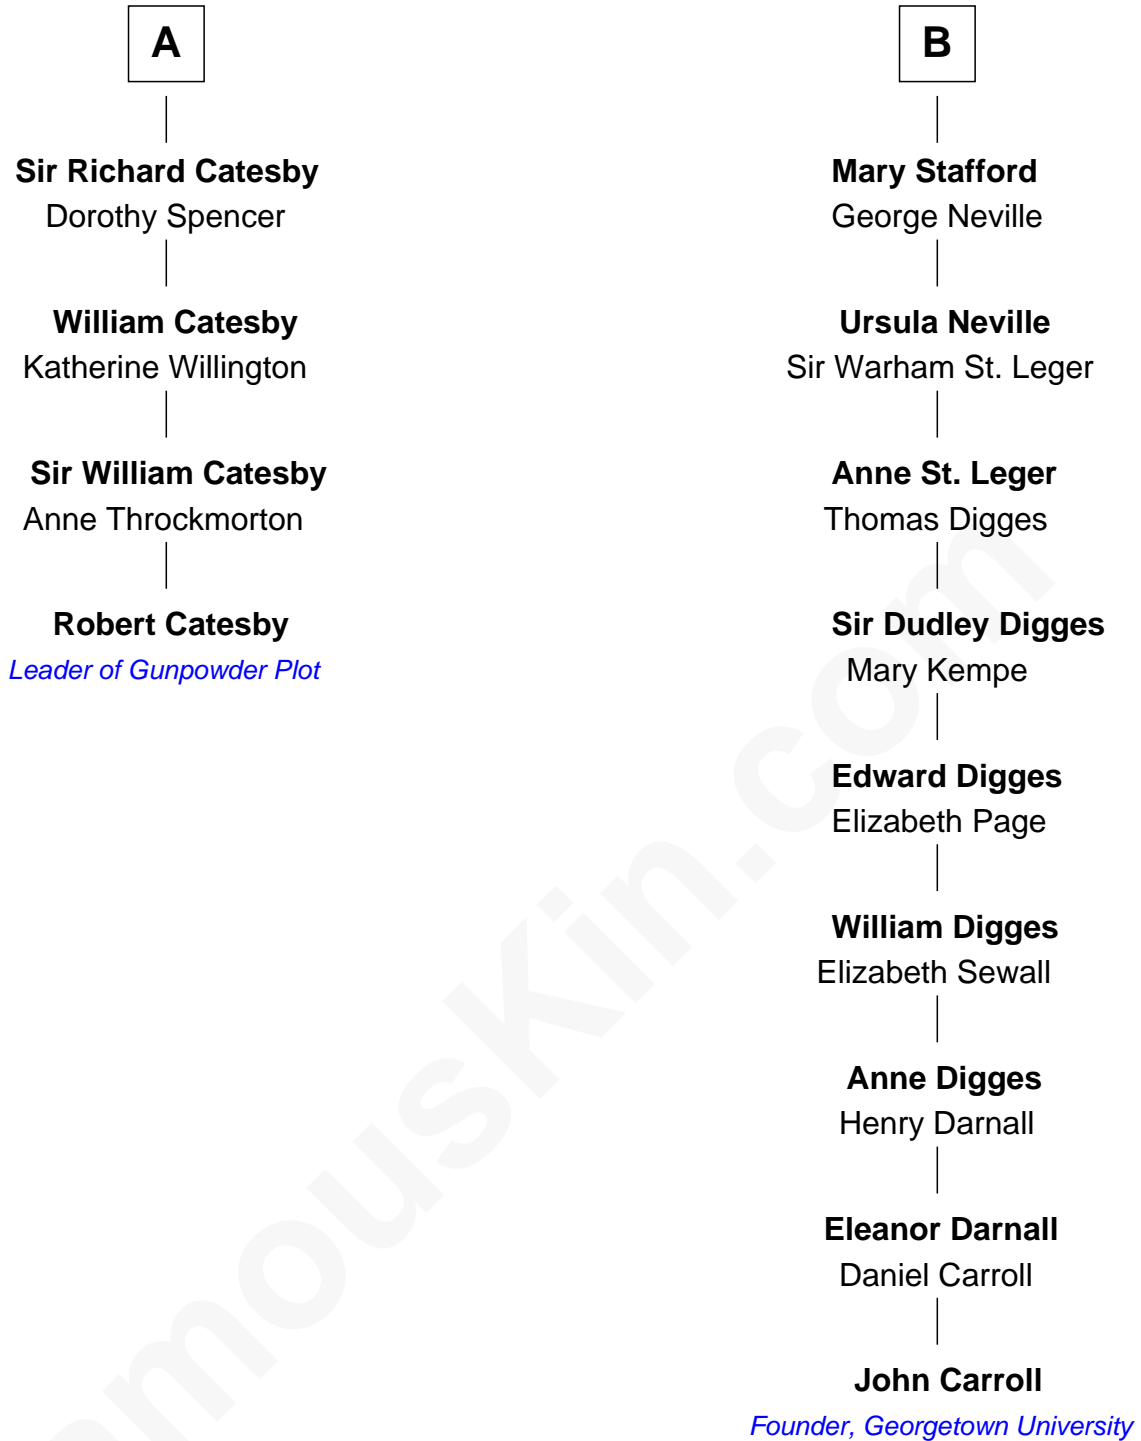 A
Sir Richard Catesby
Dorothy Spencer
William Catesby
Katherine Willington
Sir William Catesby
Anne Throckmorton
Robert Catesby
Leader of Gunpowder Plot
B
Mary Stafford
George Neville
Ursula Neville
Sir Warham St. Leger
Anne St. Leger
Thomas Digges
Sir Dudley Digges
Mary Kempe
Edward Digges
Elizabeth Page
William Digges
Elizabeth Sewall
Anne Digges
Henry Darnall
Eleanor Darnall
Daniel Carroll
John Carroll
Founder, Georgetown University
amouskin.com